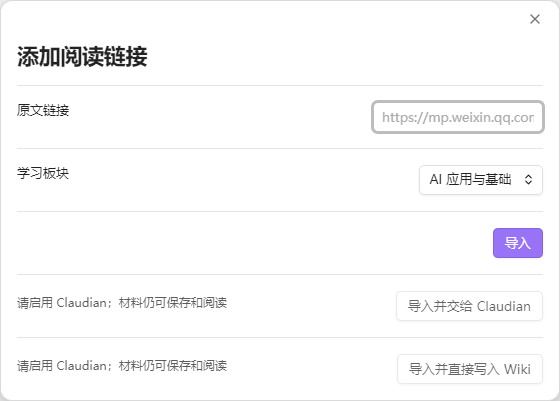 添加阅读链接
原文链接
https://mp.weixin.qq.com
学习板块
AI 应用与基础
导入
请启用 Claudian；材料仍可保存和阅读
导入并交给 Claudian
请启用 Claudian；材料仍可保存和阅读
导入并直接写入 Wiki